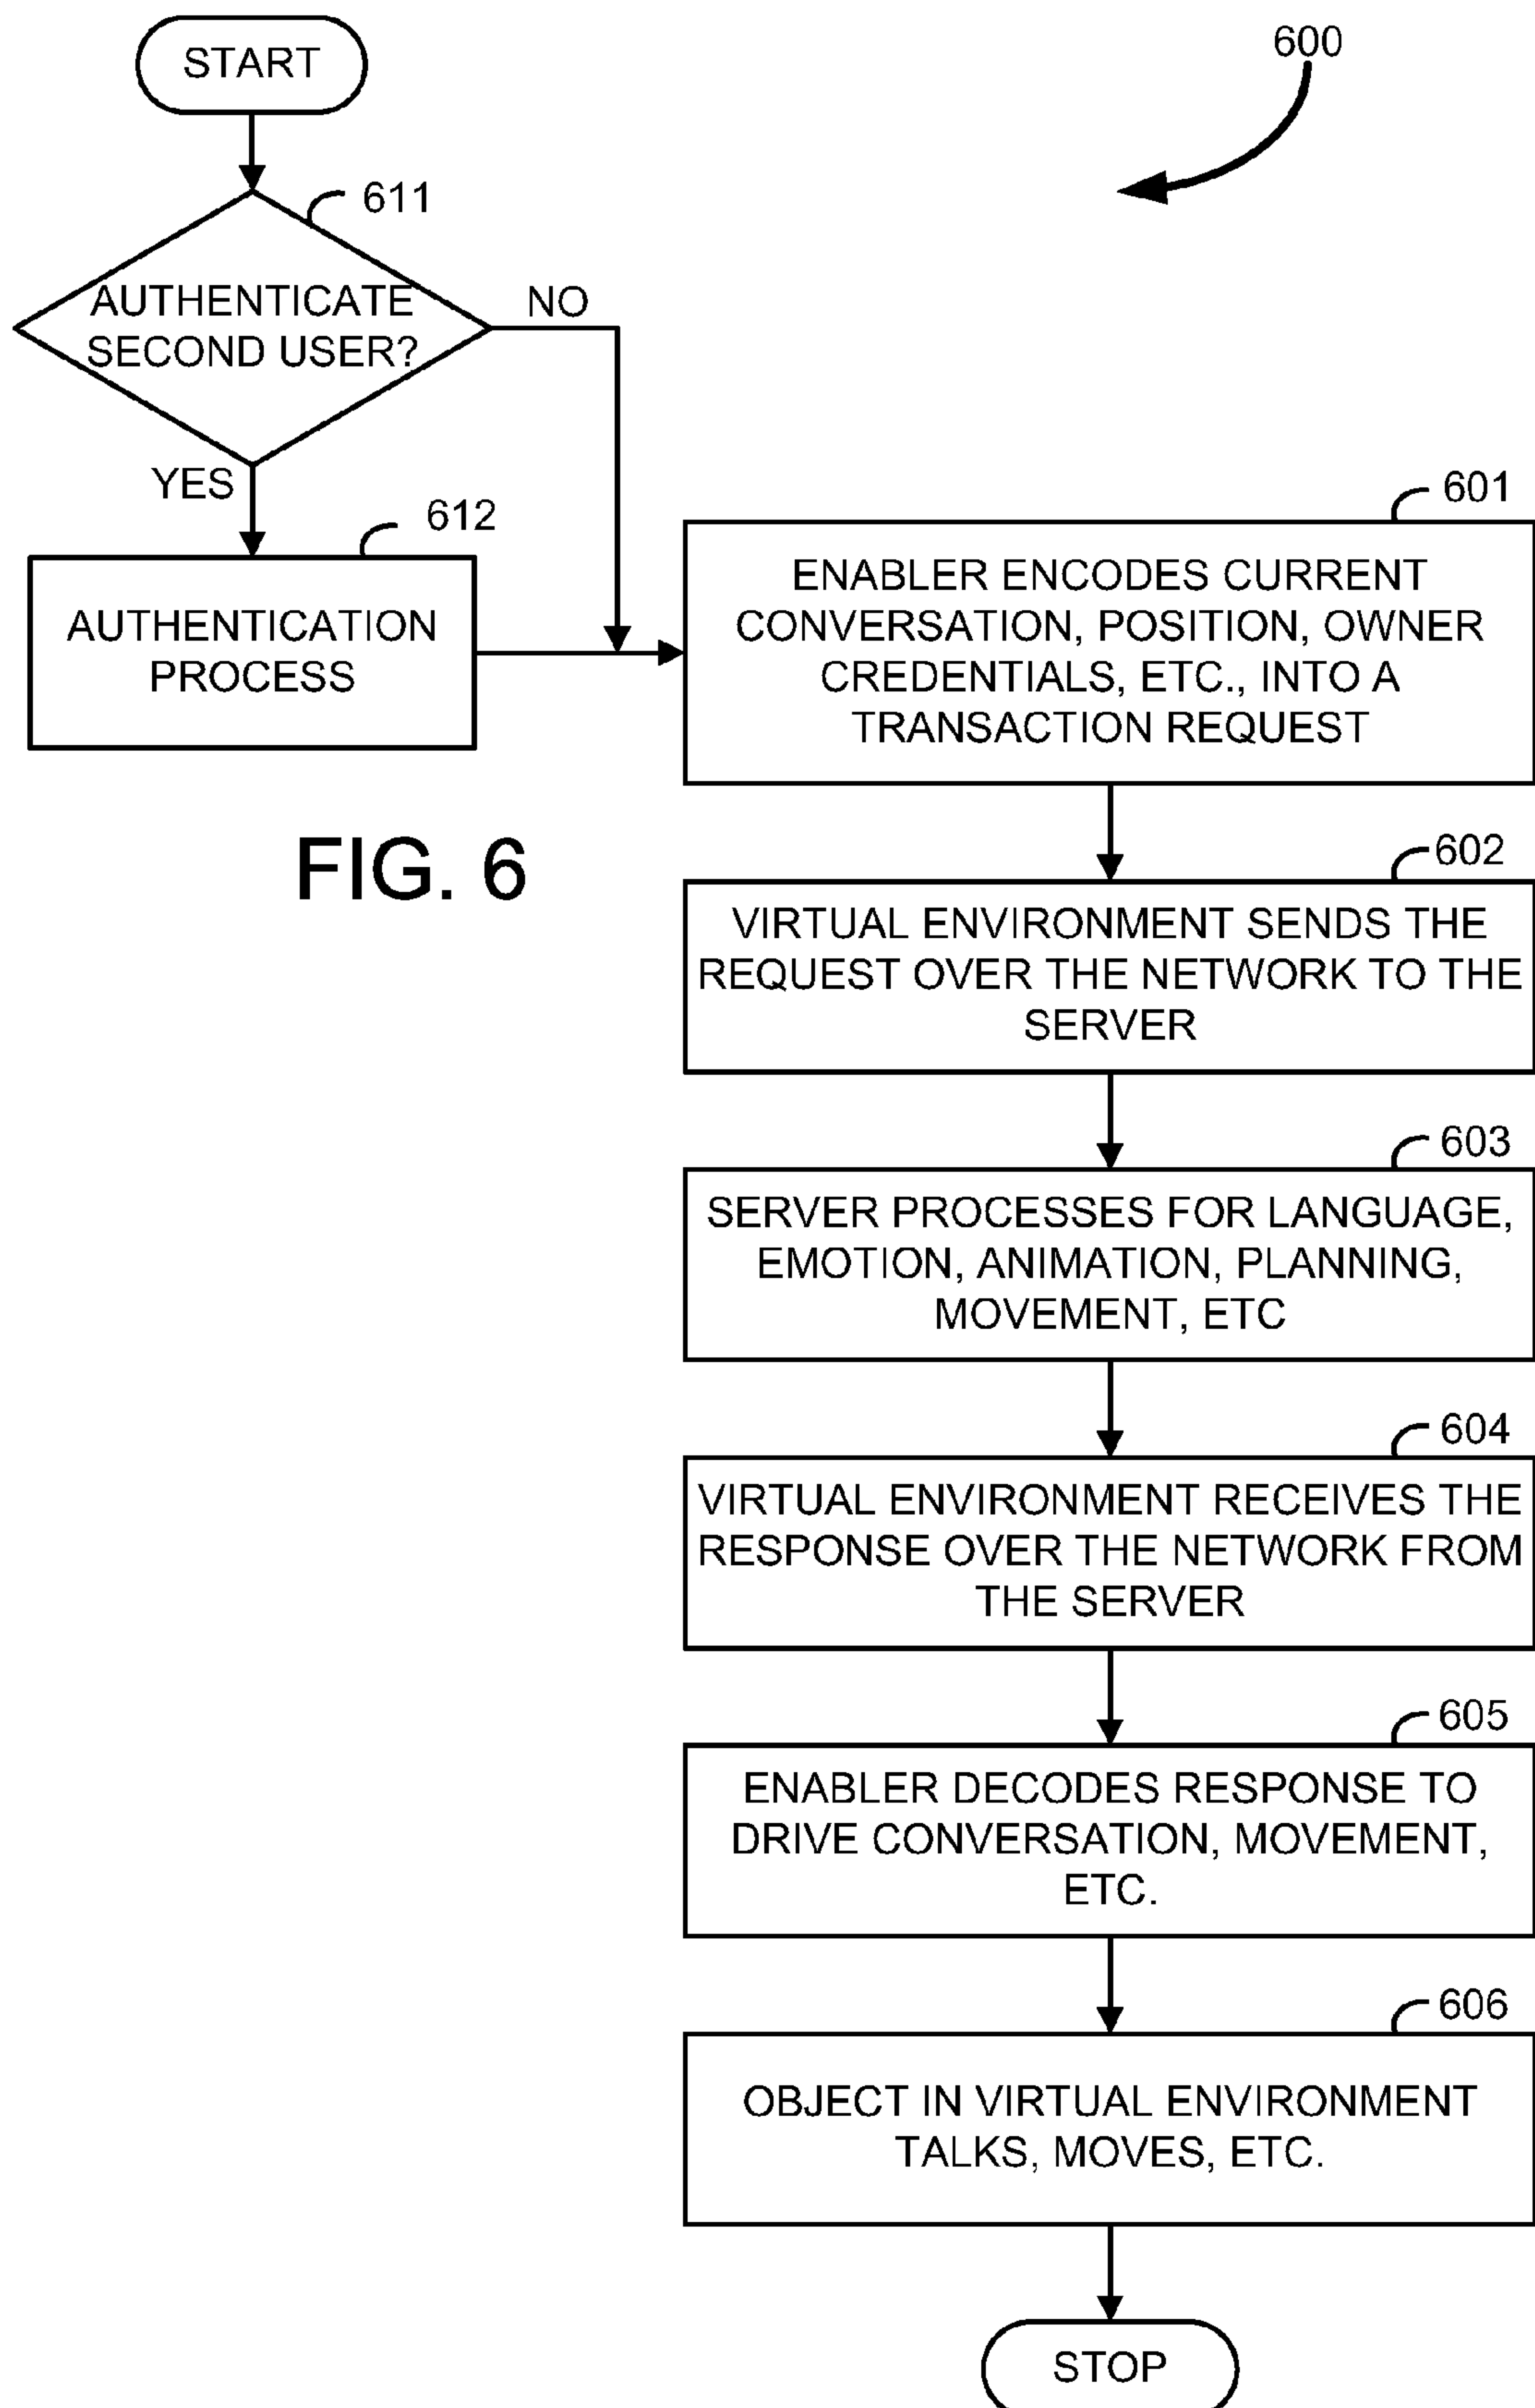 START
600
611
AUTHENTICATE
SECOND USER?
NO
YES
612
AUTHENTICATION
PROCESS
601
ENABLER ENCODES CURRENT
CONVERSATION, POSITION, OWNER
CREDENTIALS, ETC., INTO A
TRANSACTION REQUEST
FIG. 6
602
VIRTUAL ENVIRONMENT SENDS THE
REQUEST OVER THE NETWORK TO THE
SERVER
603
SERVER PROCESSES FOR LANGUAGE,
EMOTION, ANIMATION, PLANNING,
MOVEMENT, ETC
604
VIRTUAL ENVIRONMENT RECEIVES THE
RESPONSE OVER THE NETWORK FROM
THE SERVER
605
ENABLER DECODES RESPONSE TO
DRIVE CONVERSATION, MOVEMENT,
ETC.
606
OBJECT IN VIRTUAL ENVIRONMENT
TALKS, MOVES, ETC.
STOP